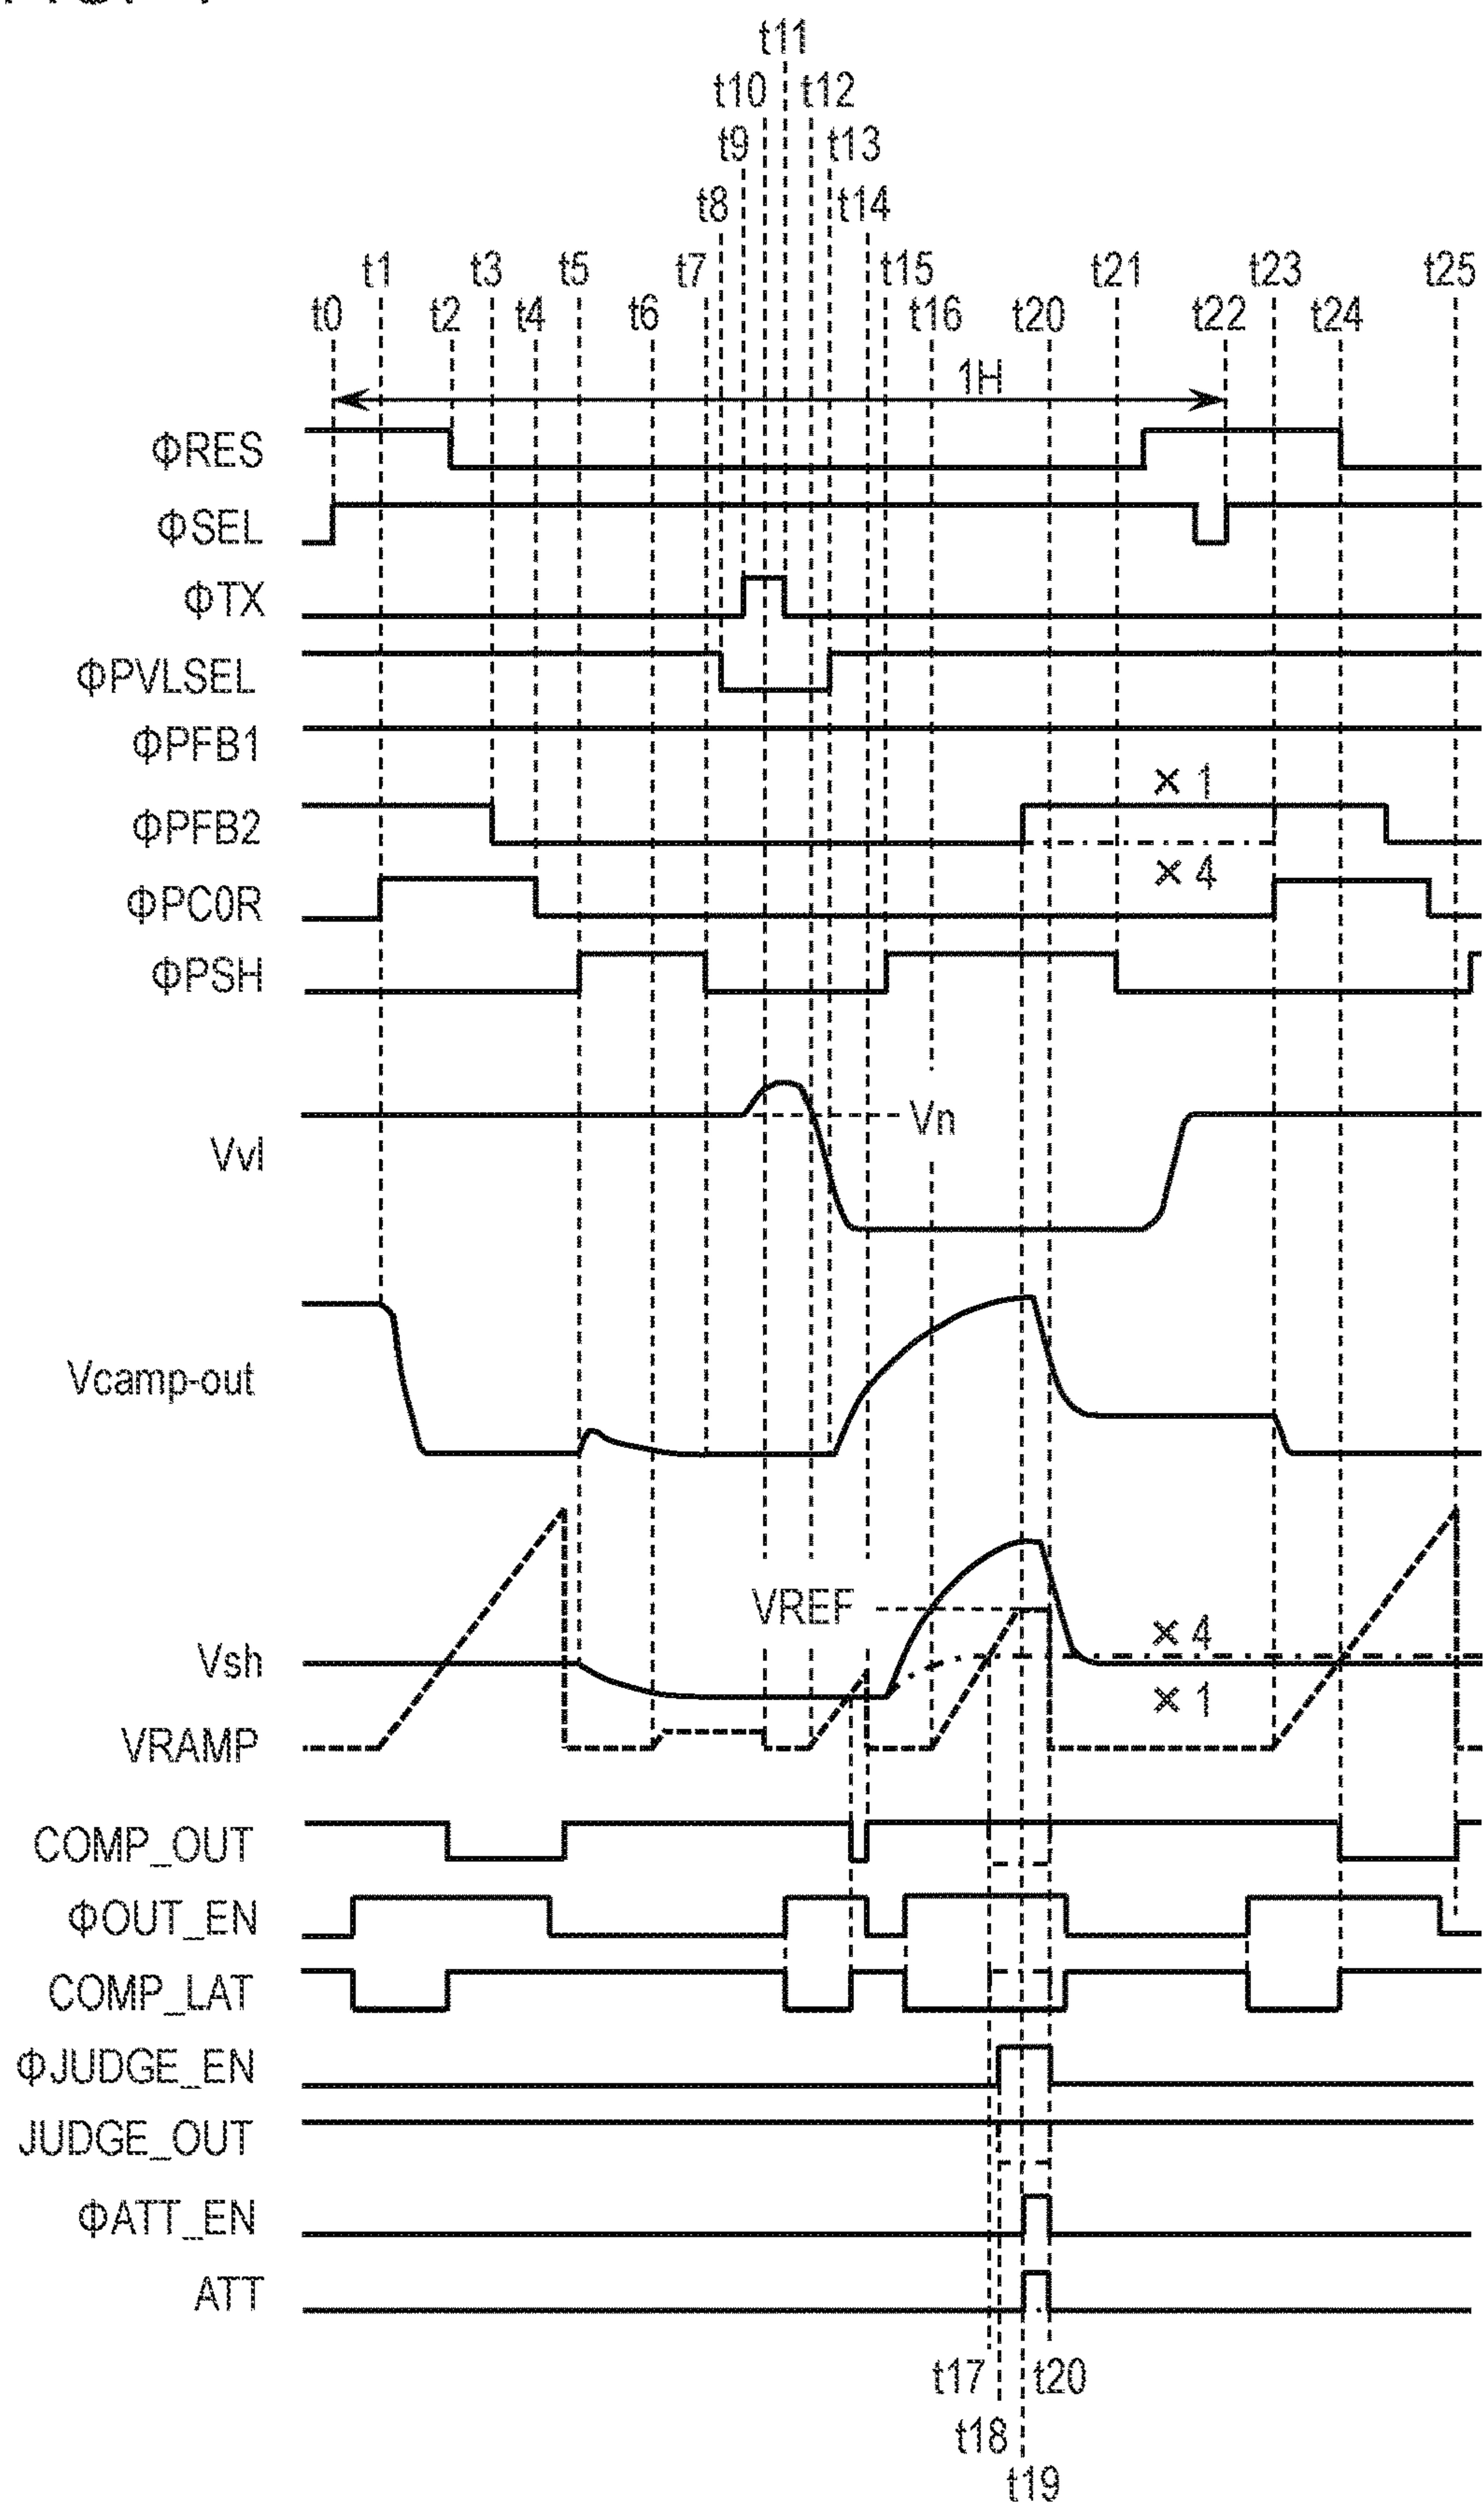 t11
t10 t12
t9 t13
t8 t14
t1 t3 t5 t7 t15 t21 t23 t25
t0 t2 t4 t6 t16 t20 t22 t24
1H
ΦRES
ΦSEL
ΦTX
ΦPVLSEL
ΦPFB1
× 1
ΦPFB2
× 4
ΦPC0R
ΦPSH
Vn
Vvl
Vcamp-out
VREF
× 4
Vsh
× 1
VRAMP
COMP_OUT
ΦOUT_EN
COMP_LAT
ΦJUDGE_EN
JUDGE_OUT
ΦATT_EN
ATT
t17 t20
t18
t19